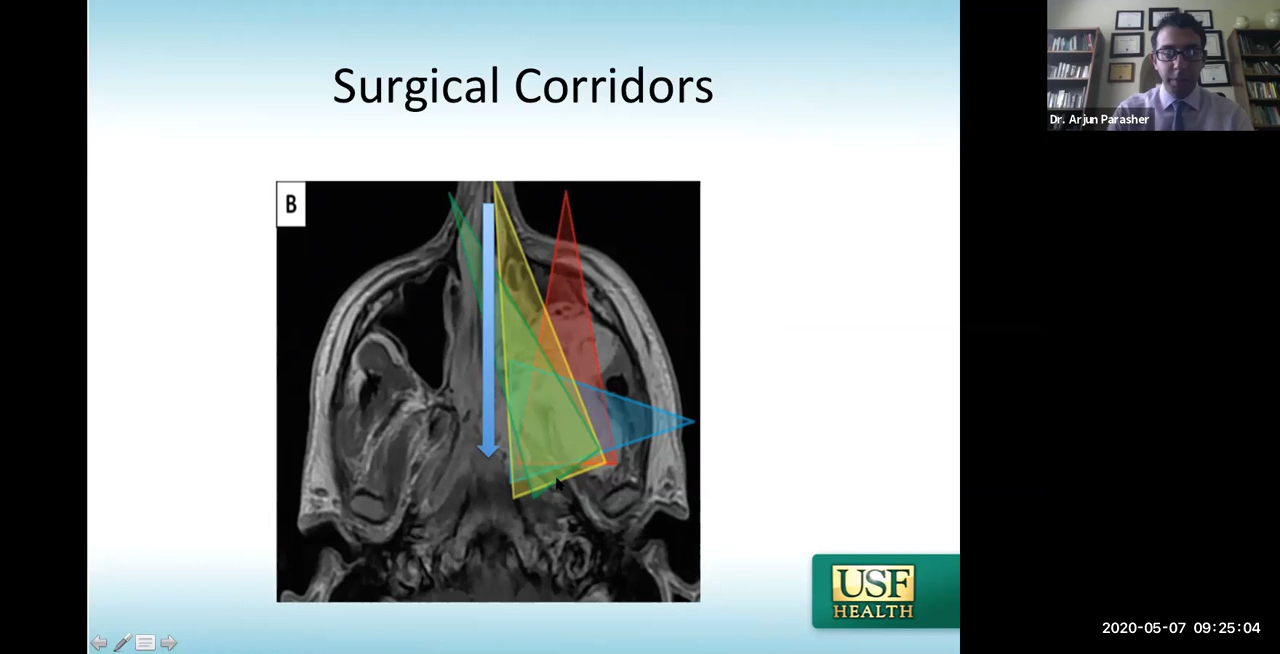 Surgical Corridors
B
Dr. Arjun Parasher
USF
HEALTH
2020-05-07 09:25:04